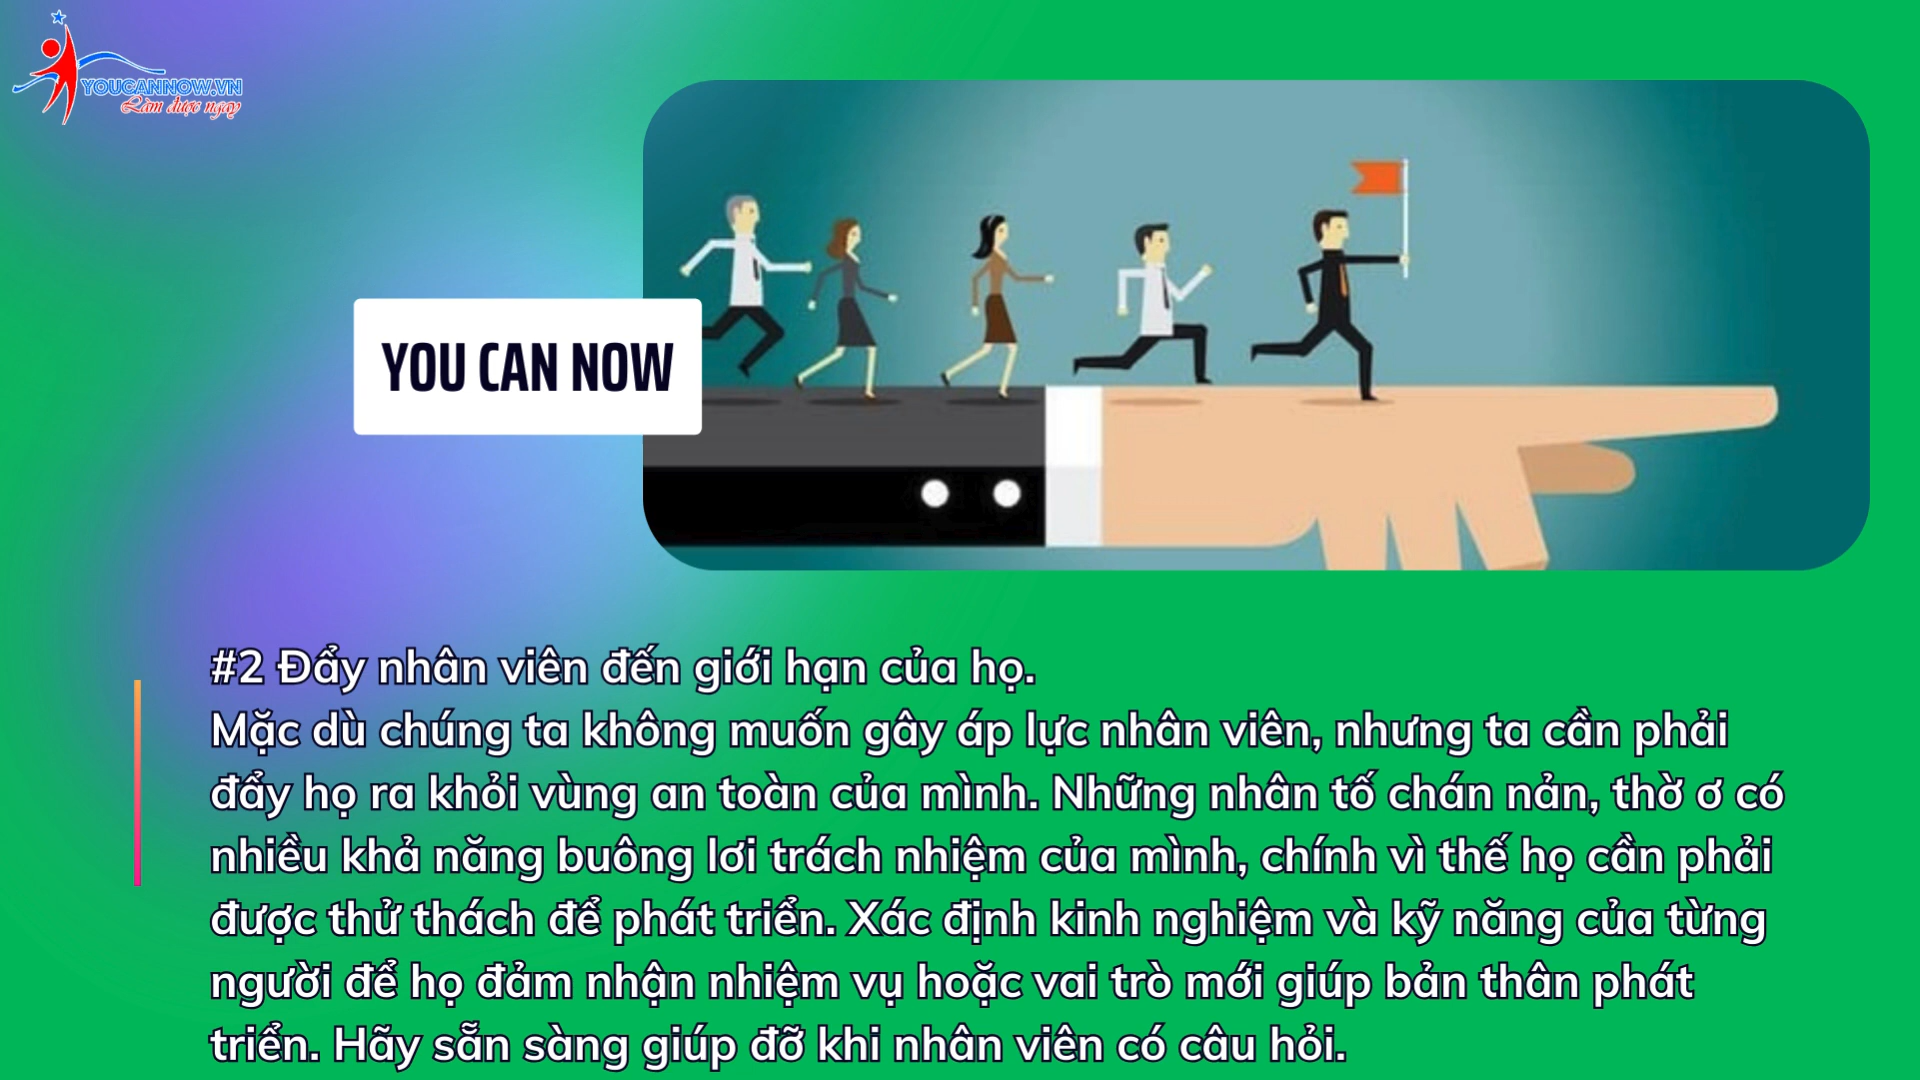 YOUCANNOW.VN
Làm được ngay
YOU CAN NOW
#2 Đẩy nhân viên đến giới hạn của họ.
Mặc dù chúng ta không muốn gây áp lực nhân viên, nhưng ta cần phải
đẩy họ ra khỏi vùng an toàn của mình. Những nhân tố chán nản, thờ ơ có
nhiều khả năng buông lơi trách nhiệm của mình, chính vì thế họ cần phải
được thử thách để phát triển. Xác định kinh nghiệm và kỹ năng của từng
người để họ đảm nhận nhiệm vụ hoặc vai trò mới giúp bản thân phát
triển. Hãy sẵn sàng giúp đỡ khi nhân viên có câu hỏi.